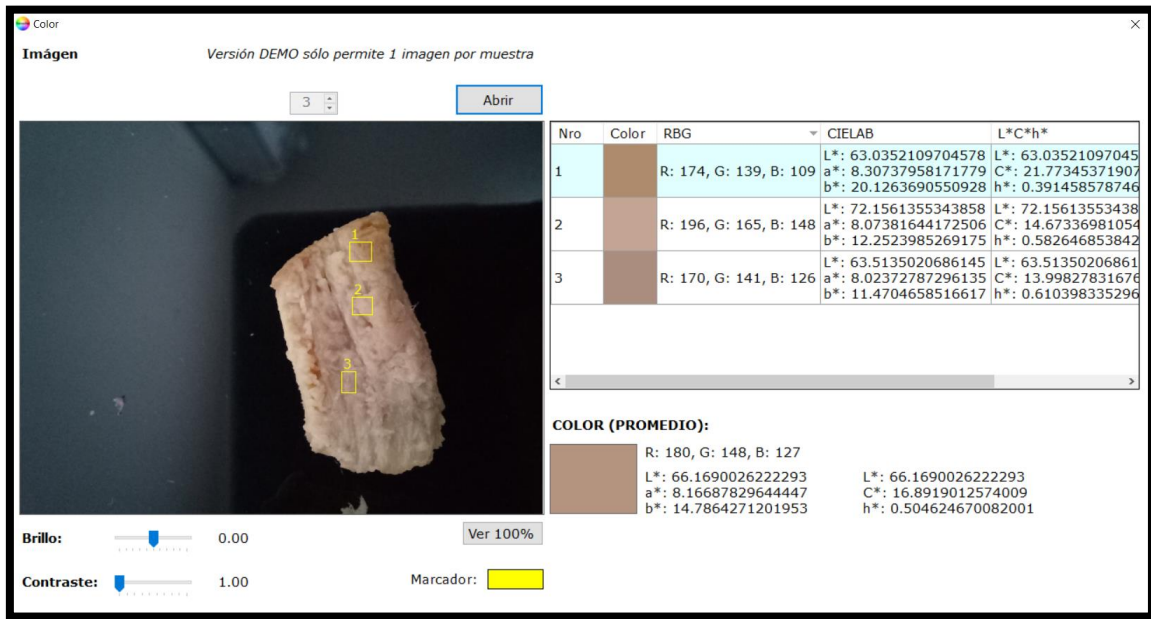 Color
Imágen
Versión DEMO sólo permite 1 imagen por muestra
3
Abrir
Nro Color RBG CIELAB L*C*h*
1 R: 174, G: 139, B: 109
L*: 63.0352109704578 L*: 63.03521097045
a*: 8.30737958171779 C*: 21.77345371907
b*: 20.1263690550928 h*: 0.391458578746
2 R: 196, G: 165, B: 148
L*: 72.1561355343858 L*: 72.15613553438
a*: 8.07381644172506 C*: 14.67336981054
b*: 12.2523985269175 h*: 0.582646853842
3 R: 170, G: 141, B: 126
L*: 63.5135020686145 L*: 63.51350206861
a*: 8.02372787296135 C*: 13.99827831676
b*: 11.4704658516617 h*: 0.610398335296
1
2
3
COLOR (PROMEDIO):
R: 180, G: 148, B: 127
L*: 66.1690026222293 L*: 66.1690026222293
a*: 8.16687829644447 C*: 16.8919012574009
b*: 14.7864271201953 h*: 0.504624670082001
Brillo: 0.00
Ver 100%
Contraste: 1.00
Marcador: